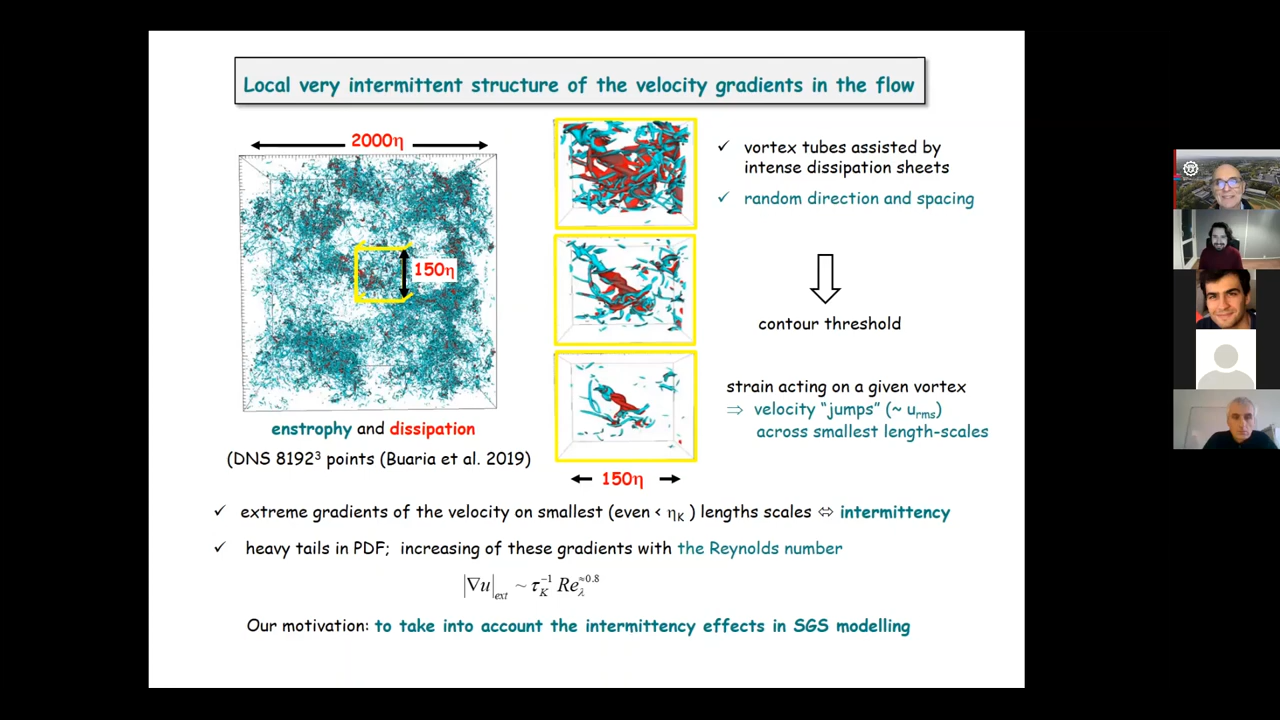 Local very intermittent structure of the velocity gradients in the flow
2000η
150η
enstrophy and dissipation
(DNS 8192³ points (Buaria et al. 2019)
150η
✓ vortex tubes assisted by
intense dissipation sheets
✓ random direction and spacing
contour threshold
strain acting on a given vortex
⇒ velocity “jumps” (~ uᵣₘₛ)
across smallest length-scales
✓ extreme gradients of the velocity on smallest (even < η_K ) lengths scales ⇔ intermittency
✓ heavy tails in PDF; increasing of these gradients with the Reynolds number
|∇u|_ext ~ τ_K^-1 Re_λ^≈0.8
Our motivation: to take into account the intermittency effects in SGS modelling